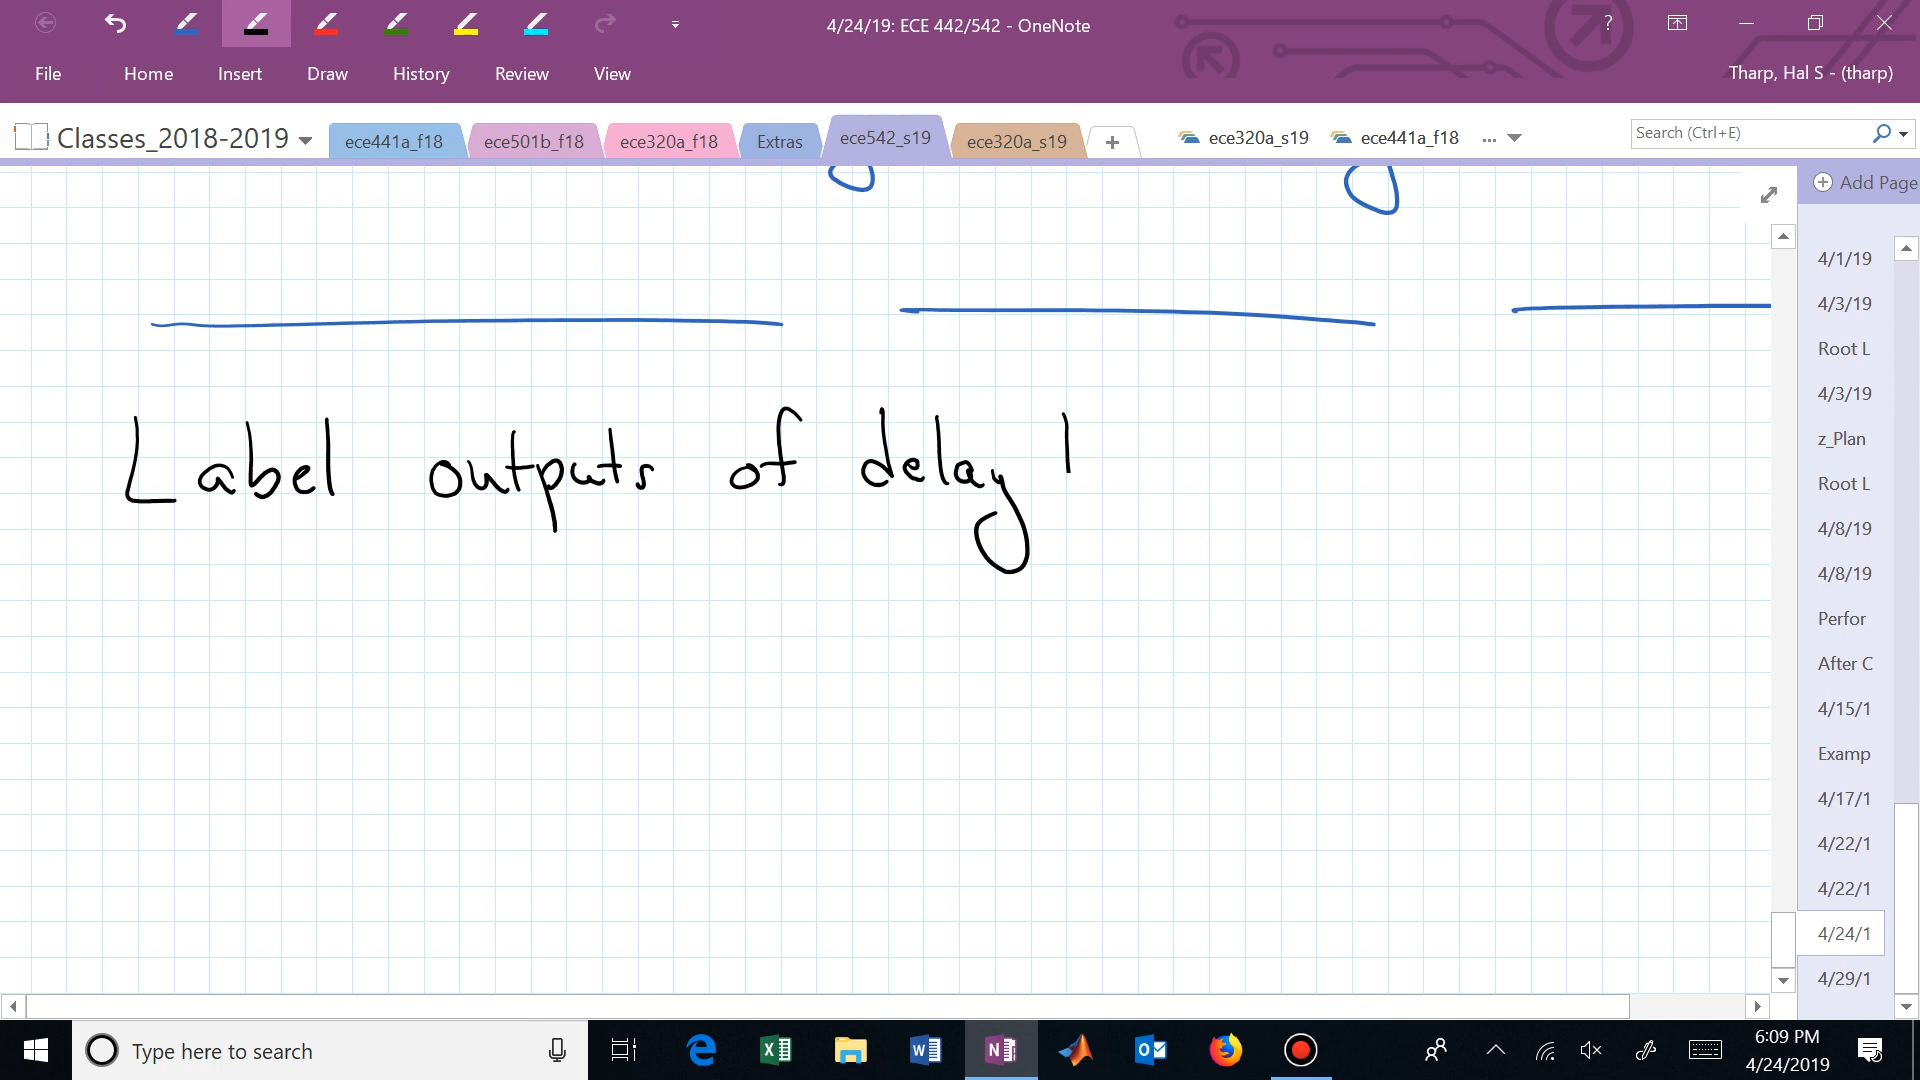 4/24/19: ECE 442/542 - OneNote
?
File Home Insert Draw History Review View
Tharp, Hal S - (tharp)
Classes_2018-2019
ece441a_f18 ece501b_f18 ece320a_f18 Extras ece542_s19 ece320a_s19 + ece320a_s19 ece441a_f18 ...
Search (Ctrl+E)
Add Page
4/1/19
4/3/19
Root L
4/3/19
z_Plan
Root L
4/8/19
4/8/19
Perfor
After C
4/15/1
Examp
4/17/1
4/22/1
4/22/1
4/24/1
4/29/1
Label outputs of delay
Type here to search
6:09 PM
4/24/2019